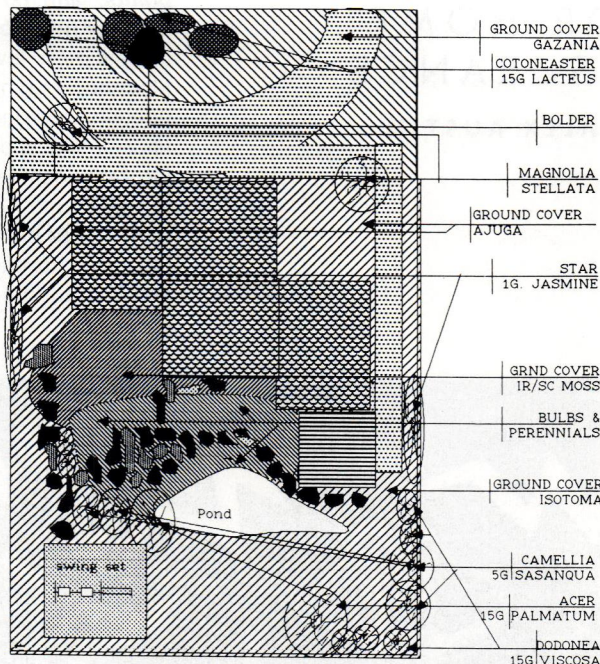 GROUND COVER
GAZANIA
COTONEASTER
15G LACTEUS
BOLDER
MAGNOLIA
STELLATA
GROUND COVER
AJUGA
STAR
1G. JASMINE
GRND COVER
IR/SC MOSS
BULBS &
PERENNIALS
GROUND COVER
ISOTOMA
Pond
swing set
CAMELLIA
5G SASANQUA
ACER
15G PALMATUM
DODONEA
15G VISCOSA